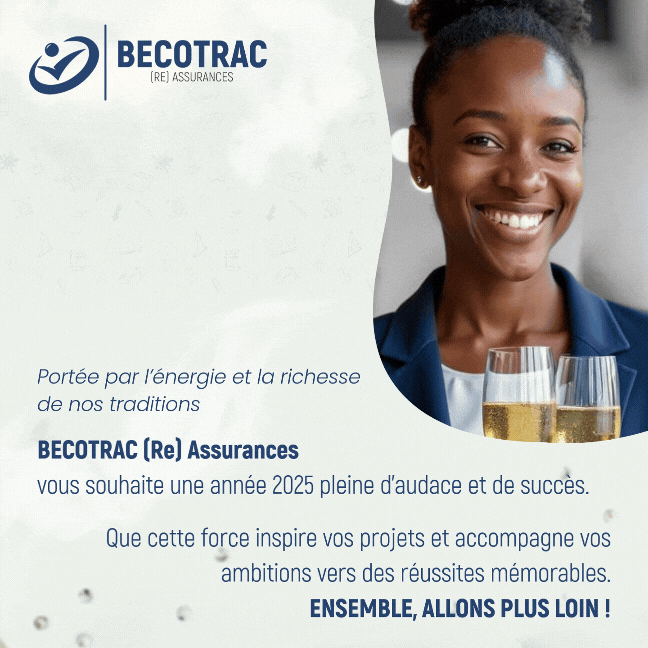 BECOTRAC
(RE) ASSURANCES
Portée par l'énergie et la richesse
de nos traditions
BECOTRAC (Re) Assurances
vous souhaite une année 2025 pleine d'audace et de succès.
Que cette force inspire vos projets et accompagne vos
ambitions vers des réussites mémorables.
ENSEMBLE, ALLONS PLUS LOIN !